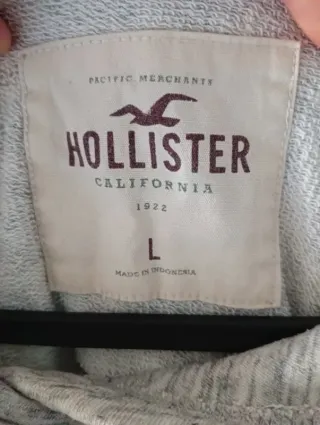 PACIFIC MERCHANTS
HOLLISTER
CALIFORNIA
1922
L
MADE IN INDONESIA